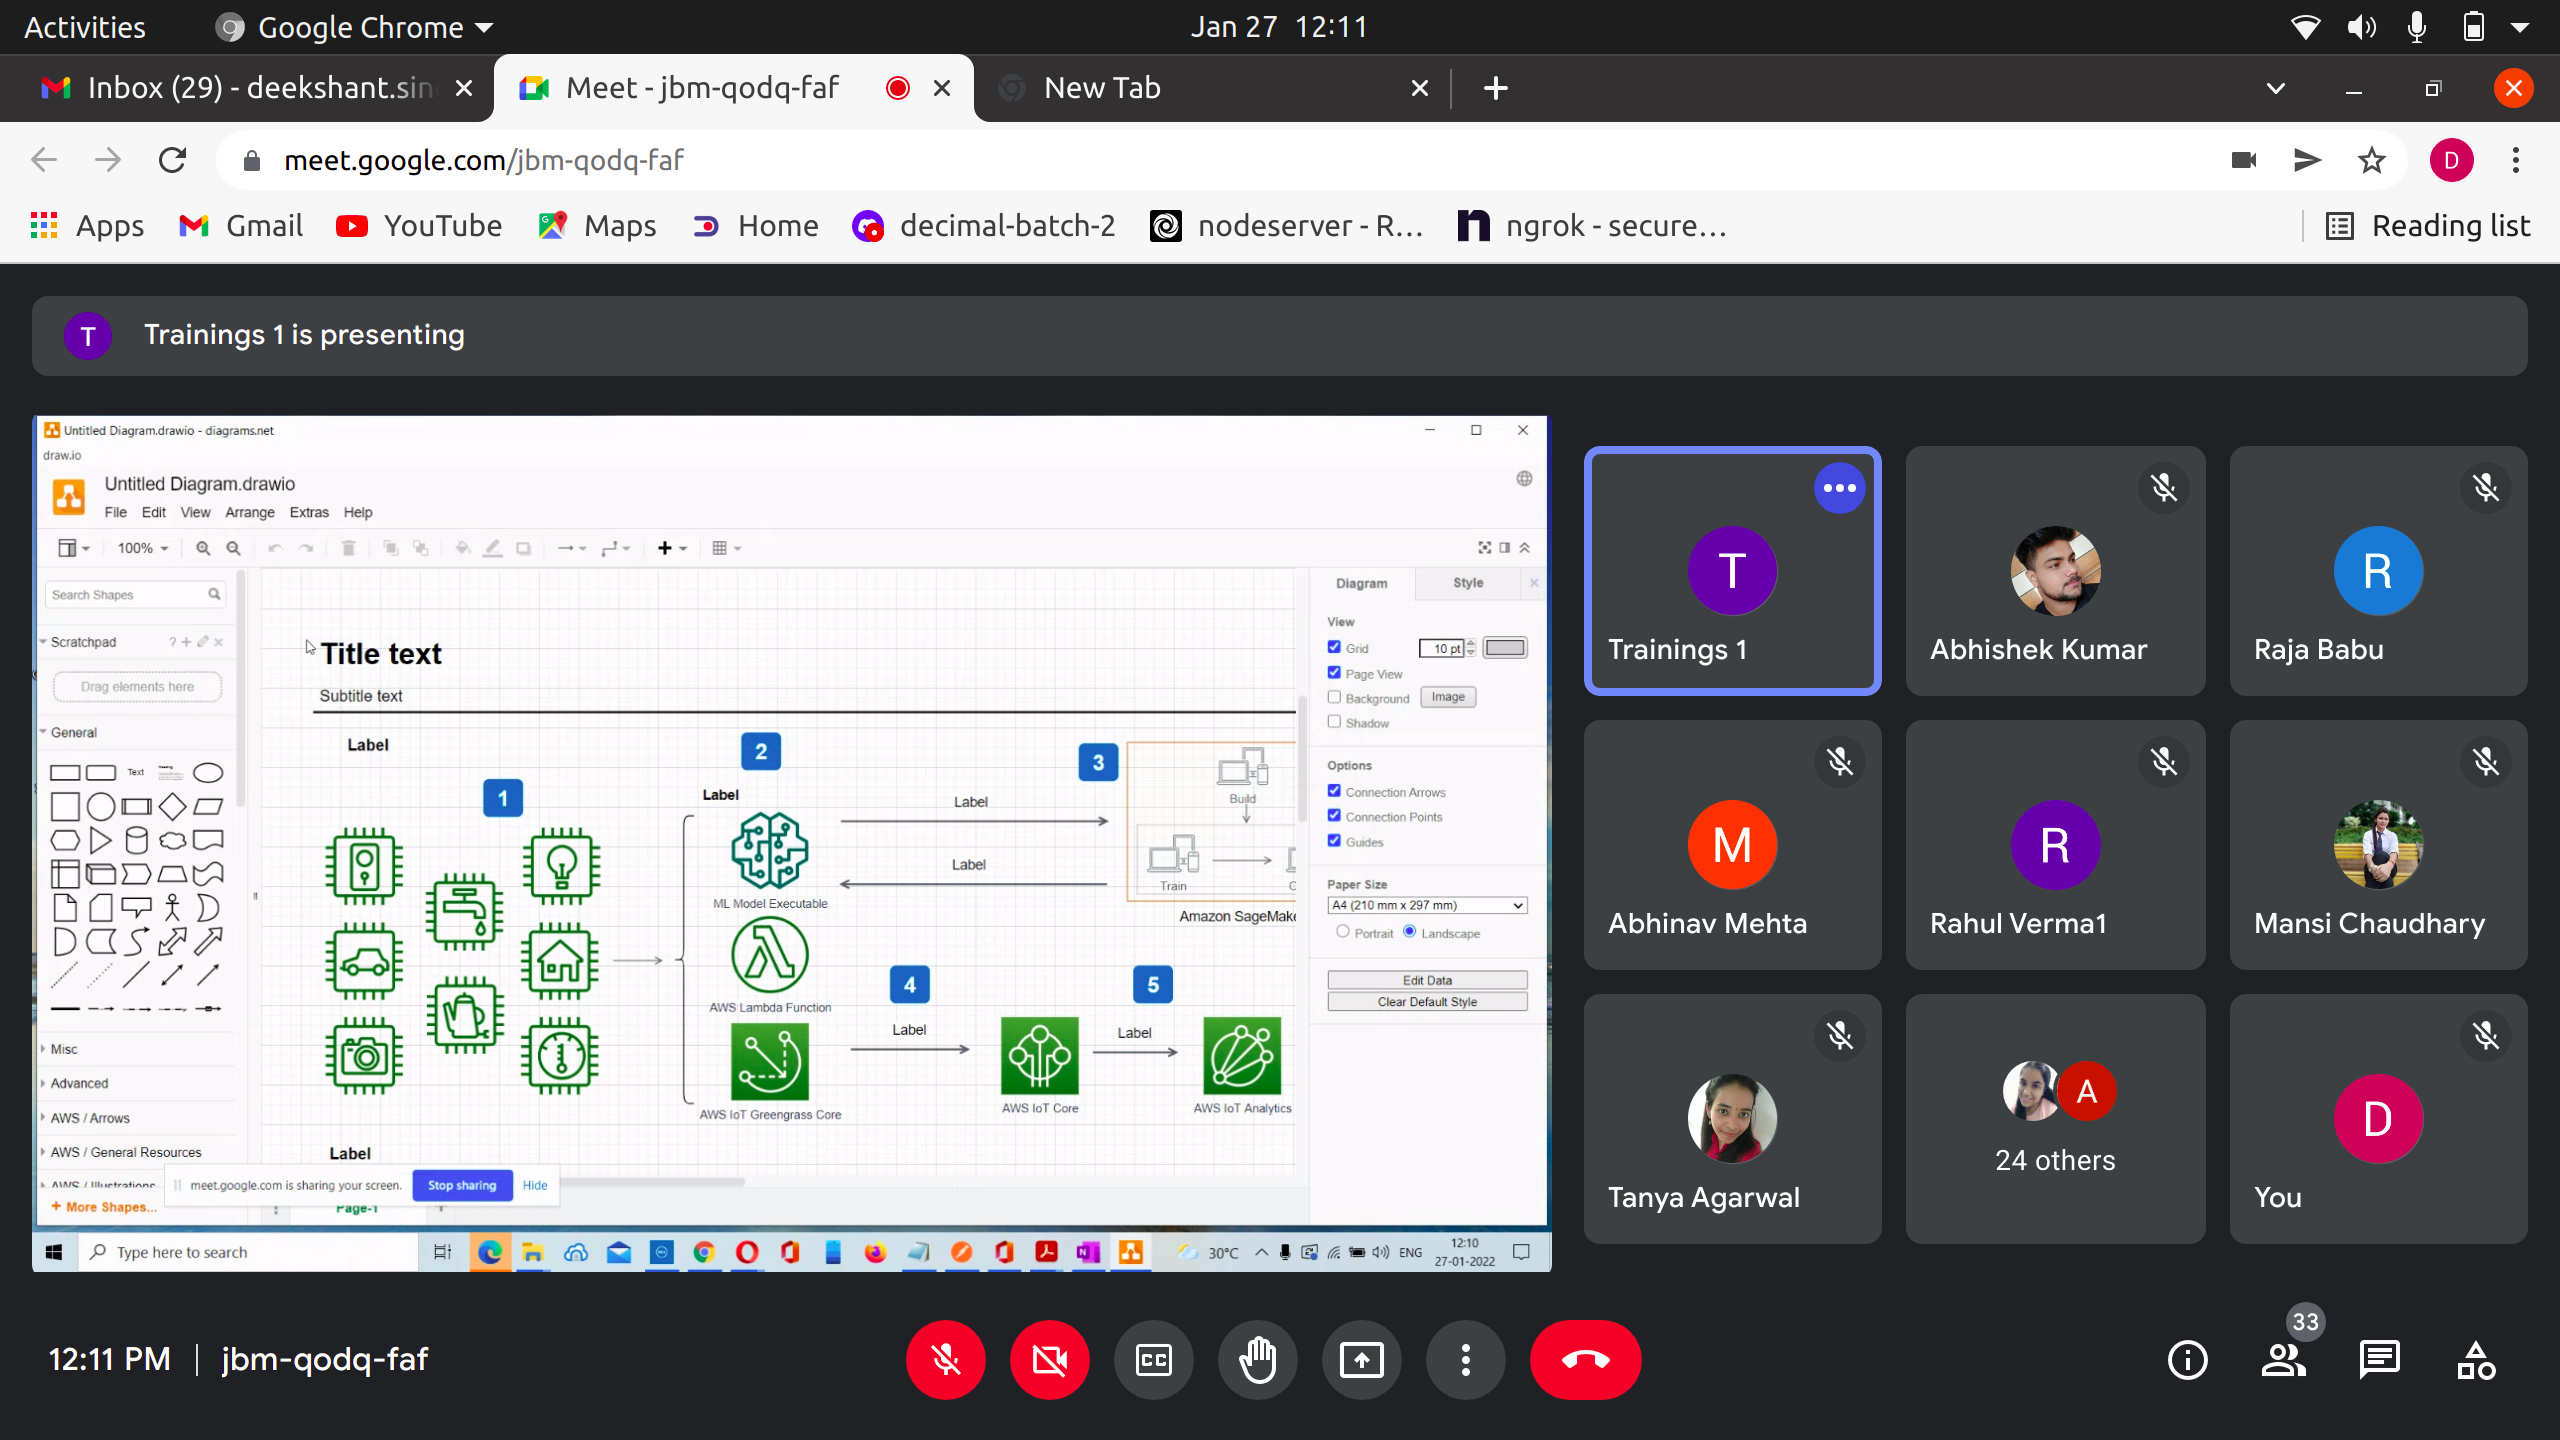 Activities
Google Chrome
Jan 27 12:11
Inbox (29) - deekshant.sin
Meet - jbm-qodq-faf
New Tab
meet.google.com/jbm-qodq-faf
D
Apps
Gmail
YouTube
Maps
Home
decimal-batch-2
nodeserver - R...
ngrok - secure...
Reading list
T
Trainings 1 is presenting
Untitled Diagram.drawio - diagrams.net
draw.io
Untitled Diagram.drawio
File Edit View Arrange Extras Help
100%
Search Shapes
Scratchpad
?
Drag elements here
General
Text
Misc
Advanced
AWS / Arrows
AWS / General Resources
AWS / Illustrations
+ More Shapes...
Title text
Subtitle text
Label
1
2
Label
3
Label
Label
ML Model Executable
AWS Lambda Function
AWS IoT Greengrass Core
Build
Train
Amazon SageMake
4
Label
5
Label
AWS IoT Core
AWS IoT Analytics
Label
meet.google.com is sharing your screen.
Stop sharing
Hide
Page-1
Diagram
Style
View
Grid
10 pt
Page View
Background
Image
Shadow
Options
Connection Arrows
Connection Points
Guides
Paper Size
A4 (210 mm x 297 mm)
Portrait
Landscape
Edit Data
Clear Default Style
Type here to search
30°C
ENG
12:10
27-01-2022
T
Trainings 1
Abhishek Kumar
R
Raja Babu
M
Abhinav Mehta
R
Rahul Verma1
Mansi Chaudhary
Tanya Agarwal
A
24 others
D
You
12:11 PM | jbm-qodq-faf
CC
33